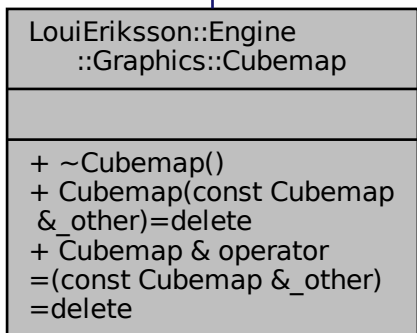 LouiEriksson::Engine
::Graphics::Cubemap
+ ~Cubemap()
+ Cubemap(const Cubemap
&_other)=delete
+ Cubemap & operator
=(const Cubemap &_other)
=delete